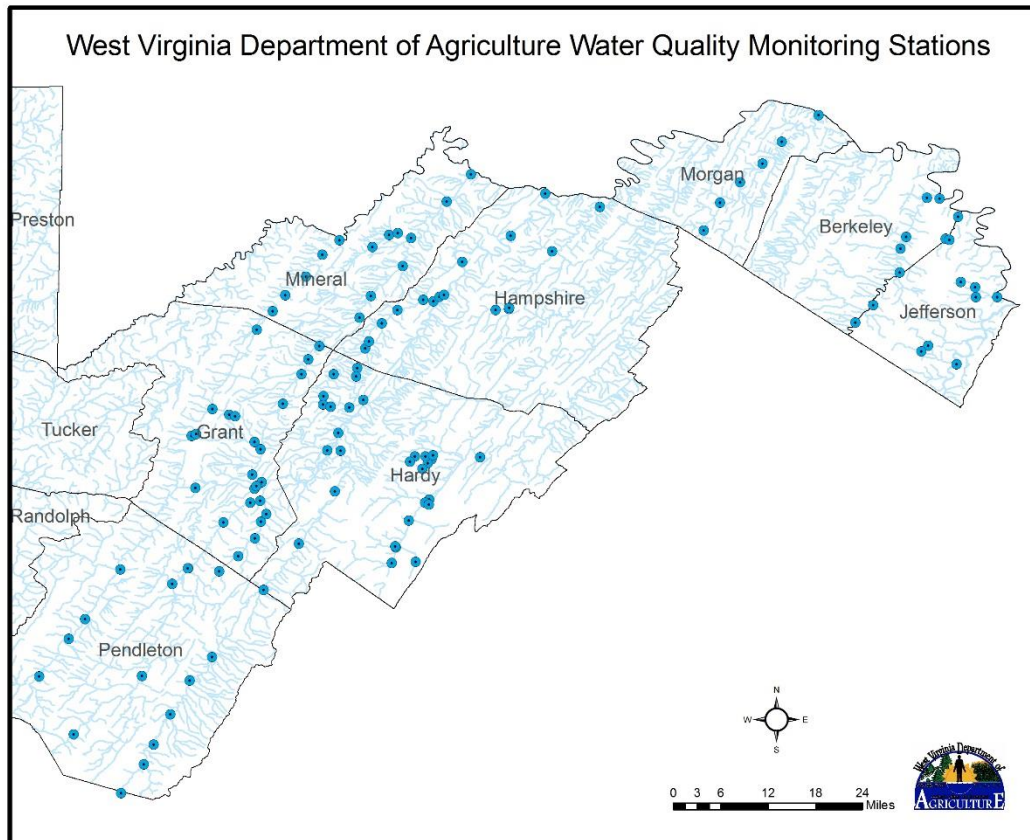 West Virginia Department of Agriculture Water Quality Monitoring Stations
Morgan
Preston
Berkeley
Mineral
Hampshire
Jefferson
Tucker
Grant
Hardy
Randolph
Pendleton
N
W E
S
0 3 6 12 18 24
Miles
West Virginia Department of
AGRICULTURE